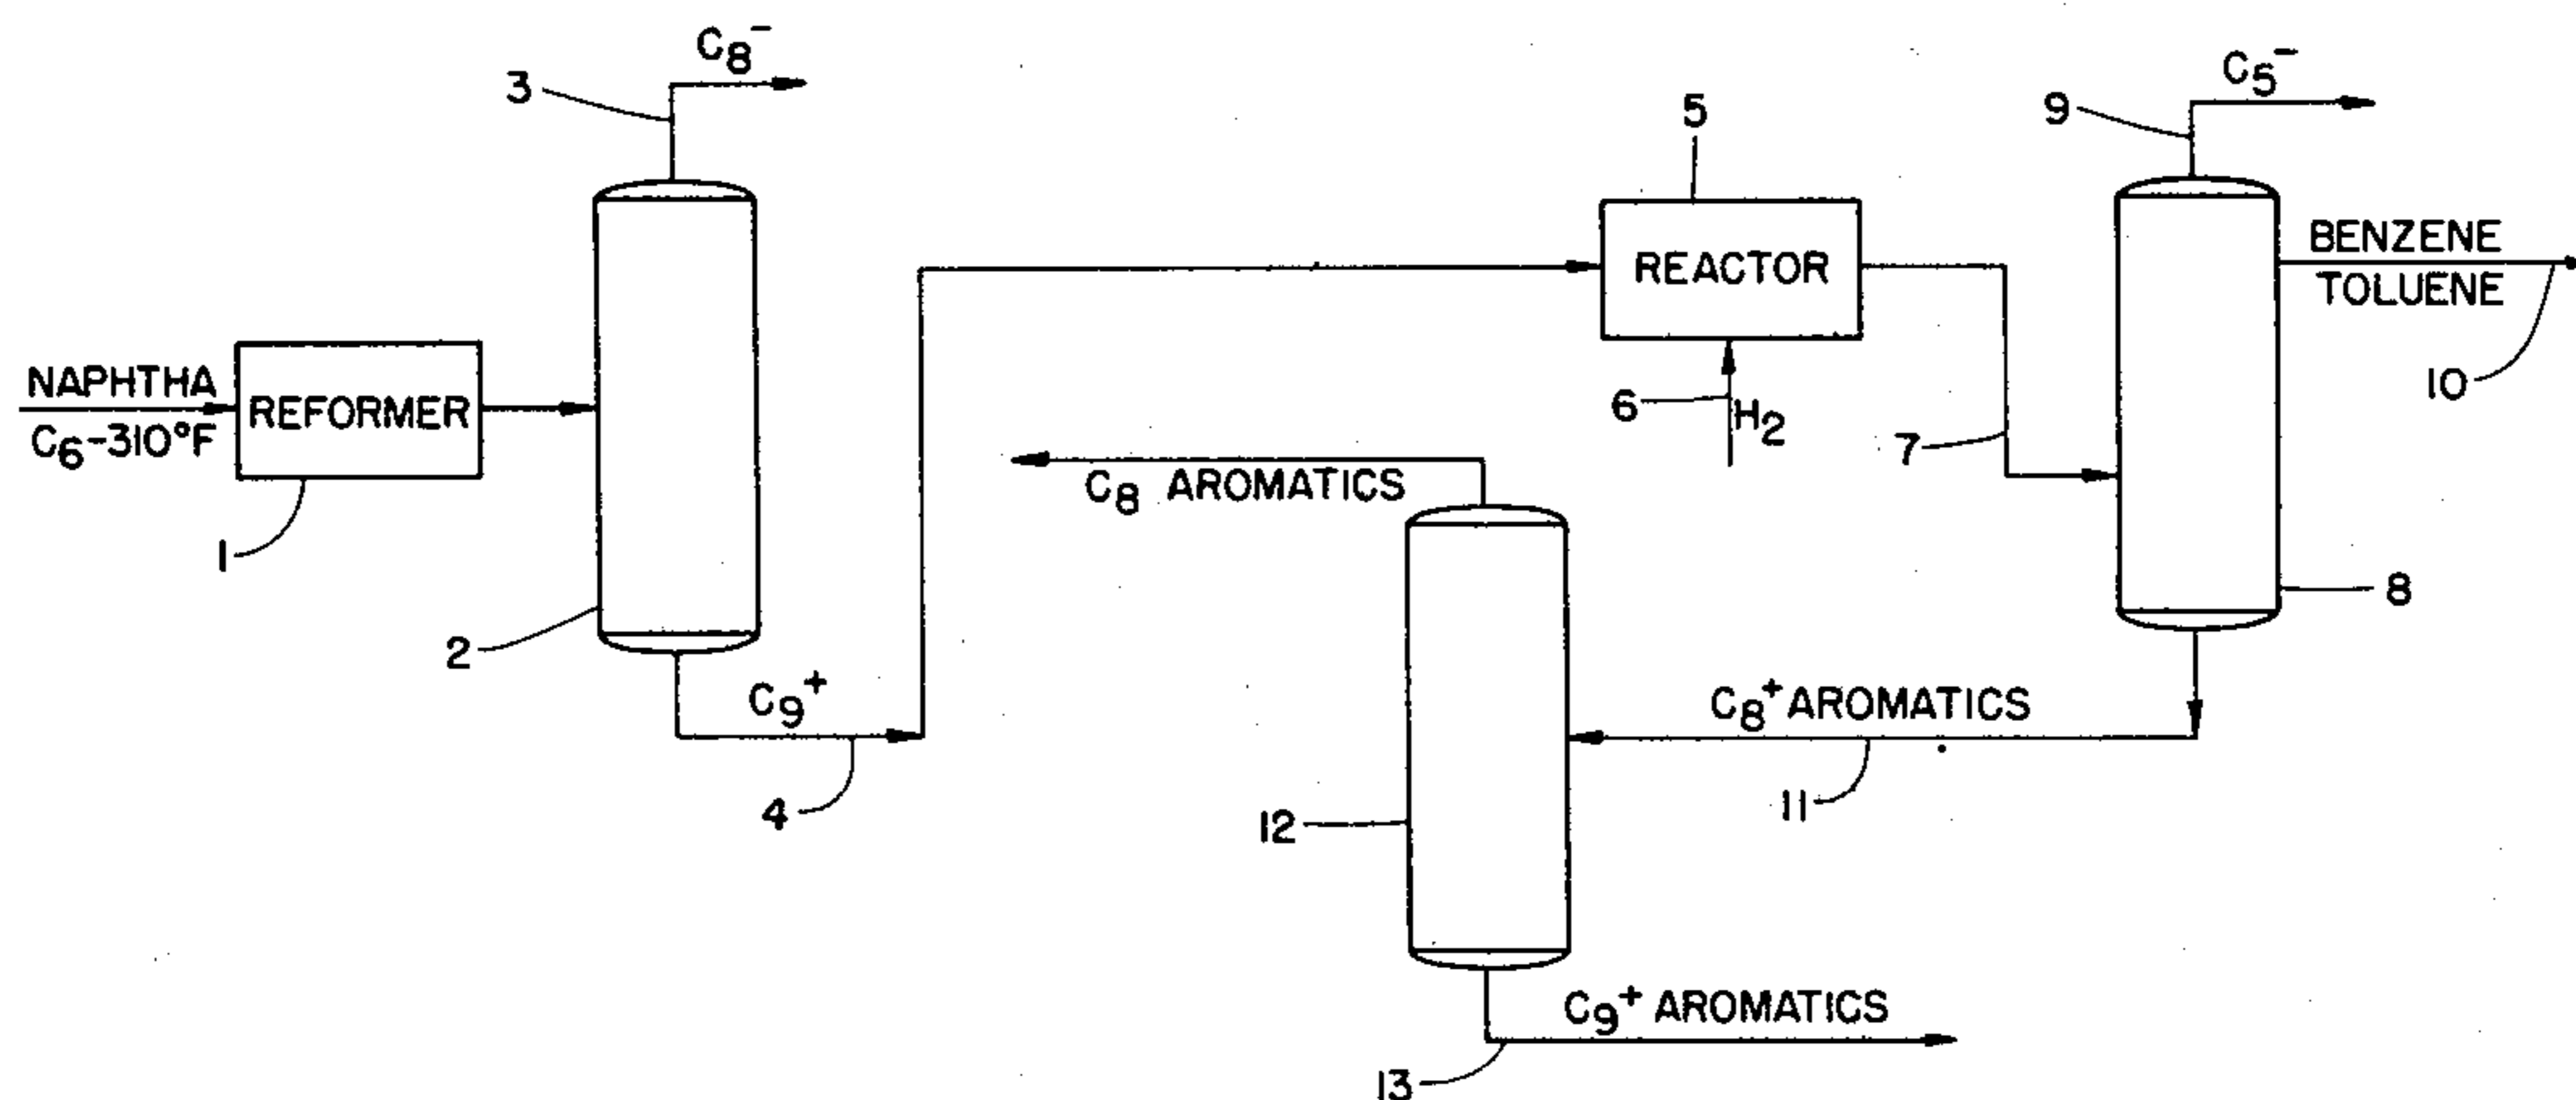 C8-
3
C5-
9
5
BENZENE
TOLUENE
REACTOR
10
NAPHTHA
C6-310°F
REFORMER
6
H2
7
C8 AROMATICS
1
8
2
C9+
C8+ AROMATICS
4
11
12
C9+ AROMATICS
13